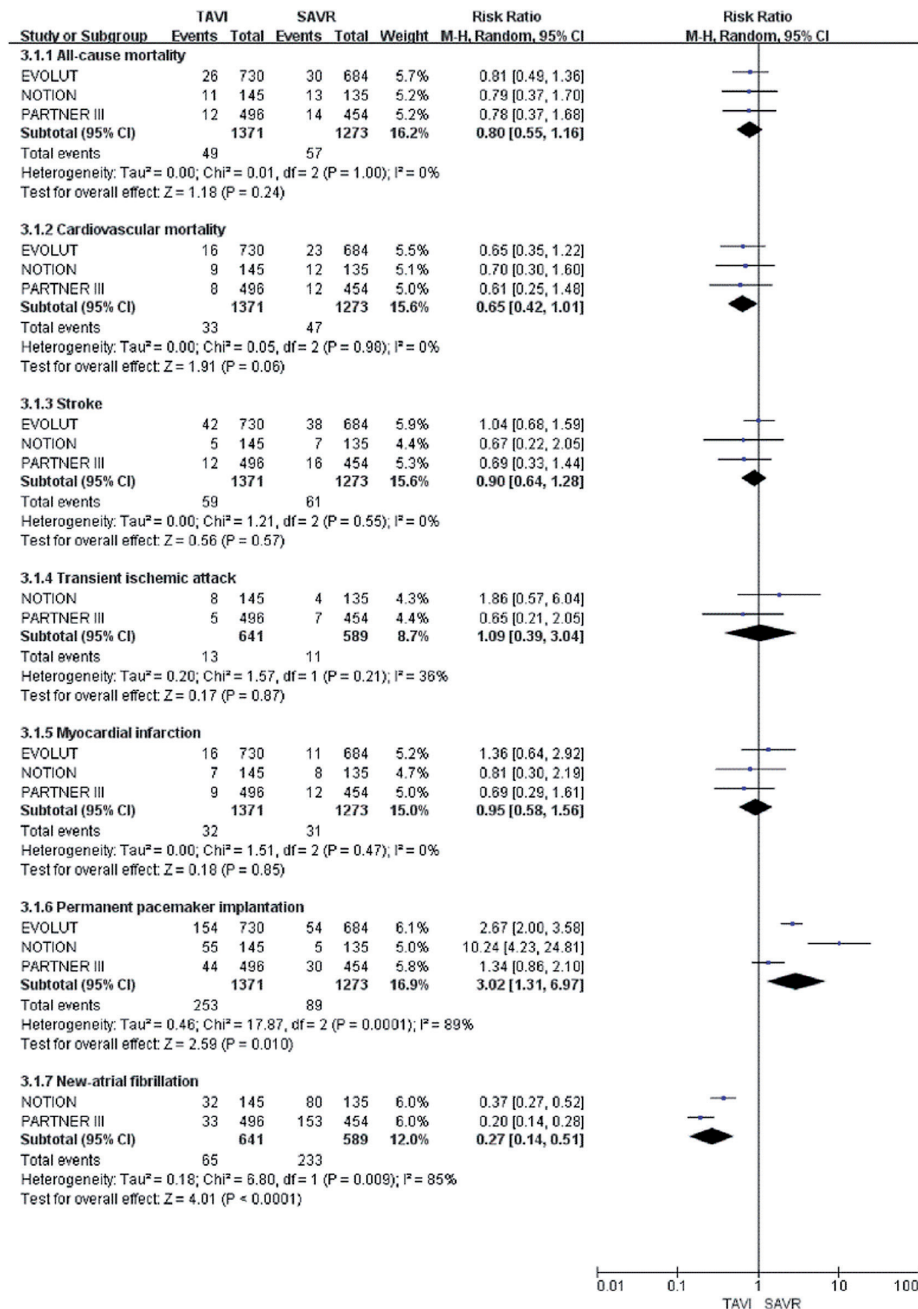 TAVI SAVR Risk Ratio Risk Ratio
Study or Subgroup Events Total Events Total Weight M-H, Random, 95% CI M-H, Random, 95% CI
3.1.1 All-cause mortality
EVOLUT 26 730 30 684 5.7% 0.81 [0.49, 1.36]
NOTION 11 145 13 135 5.2% 0.79 [0.37, 1.70]
PARTNER III 12 496 14 454 5.2% 0.78 [0.37, 1.68]
Subtotal (95% CI) 1371 1273 16.2% 0.80 [0.55, 1.16]
Total events 49 57
Heterogeneity: Tau² = 0.00; Chi² = 0.01, df = 2 (P = 1.00); I² = 0%
Test for overall effect: Z = 1.18 (P = 0.24)
3.1.2 Cardiovascular mortality
EVOLUT 16 730 23 684 5.5% 0.65 [0.35, 1.22]
NOTION 9 145 12 135 5.1% 0.70 [0.30, 1.60]
PARTNER III 8 496 12 454 5.0% 0.61 [0.25, 1.48]
Subtotal (95% CI) 1371 1273 15.6% 0.65 [0.42, 1.01]
Total events 33 47
Heterogeneity: Tau² = 0.00; Chi² = 0.05, df = 2 (P = 0.98); I² = 0%
Test for overall effect: Z = 1.91 (P = 0.06)
3.1.3 Stroke
EVOLUT 42 730 38 684 5.9% 1.04 [0.68, 1.59]
NOTION 5 145 7 135 4.4% 0.67 [0.22, 2.05]
PARTNER III 12 496 16 454 5.3% 0.69 [0.33, 1.44]
Subtotal (95% CI) 1371 1273 15.6% 0.90 [0.64, 1.28]
Total events 59 61
Heterogeneity: Tau² = 0.00; Chi² = 1.21, df = 2 (P = 0.55); I² = 0%
Test for overall effect: Z = 0.56 (P = 0.57)
3.1.4 Transient ischemic attack
NOTION 8 145 4 135 4.3% 1.86 [0.57, 6.04]
PARTNER III 5 496 7 454 4.4% 0.65 [0.21, 2.05]
Subtotal (95% CI) 641 589 8.7% 1.09 [0.39, 3.04]
Total events 13 11
Heterogeneity: Tau² = 0.20; Chi² = 1.57, df = 1 (P = 0.21); I² = 36%
Test for overall effect: Z = 0.17 (P = 0.87)
3.1.5 Myocardial infarction
EVOLUT 16 730 11 684 5.2% 1.36 [0.64, 2.92]
NOTION 7 145 8 135 4.7% 0.81 [0.30, 2.19]
PARTNER III 9 496 12 454 5.0% 0.69 [0.29, 1.61]
Subtotal (95% CI) 1371 1273 15.0% 0.95 [0.58, 1.56]
Total events 32 31
Heterogeneity: Tau² = 0.00; Chi² = 1.51, df = 2 (P = 0.47); I² = 0%
Test for overall effect: Z = 0.18 (P = 0.85)
3.1.6 Permanent pacemaker implantation
EVOLUT 154 730 54 684 6.1% 2.67 [2.00, 3.58]
NOTION 55 145 5 135 5.0% 10.24 [4.23, 24.81]
PARTNER III 44 496 30 454 5.8% 1.34 [0.86, 2.10]
Subtotal (95% CI) 1371 1273 16.9% 3.02 [1.31, 6.97]
Total events 253 89
Heterogeneity: Tau² = 0.46; Chi² = 17.87, df = 2 (P = 0.0001); I² = 89%
Test for overall effect: Z = 2.59 (P = 0.010)
3.1.7 New-atrial fibrillation
NOTION 32 145 80 135 6.0% 0.37 [0.27, 0.52]
PARTNER III 33 496 153 454 6.0% 0.20 [0.14, 0.28]
Subtotal (95% CI) 641 589 12.0% 0.27 [0.14, 0.51]
Total events 65 233
Heterogeneity: Tau² = 0.18; Chi² = 6.80, df = 1 (P = 0.009); I² = 85%
Test for overall effect: Z = 4.01 (P < 0.0001)
0.01 0.1 1 10 100
TAVI SAVR